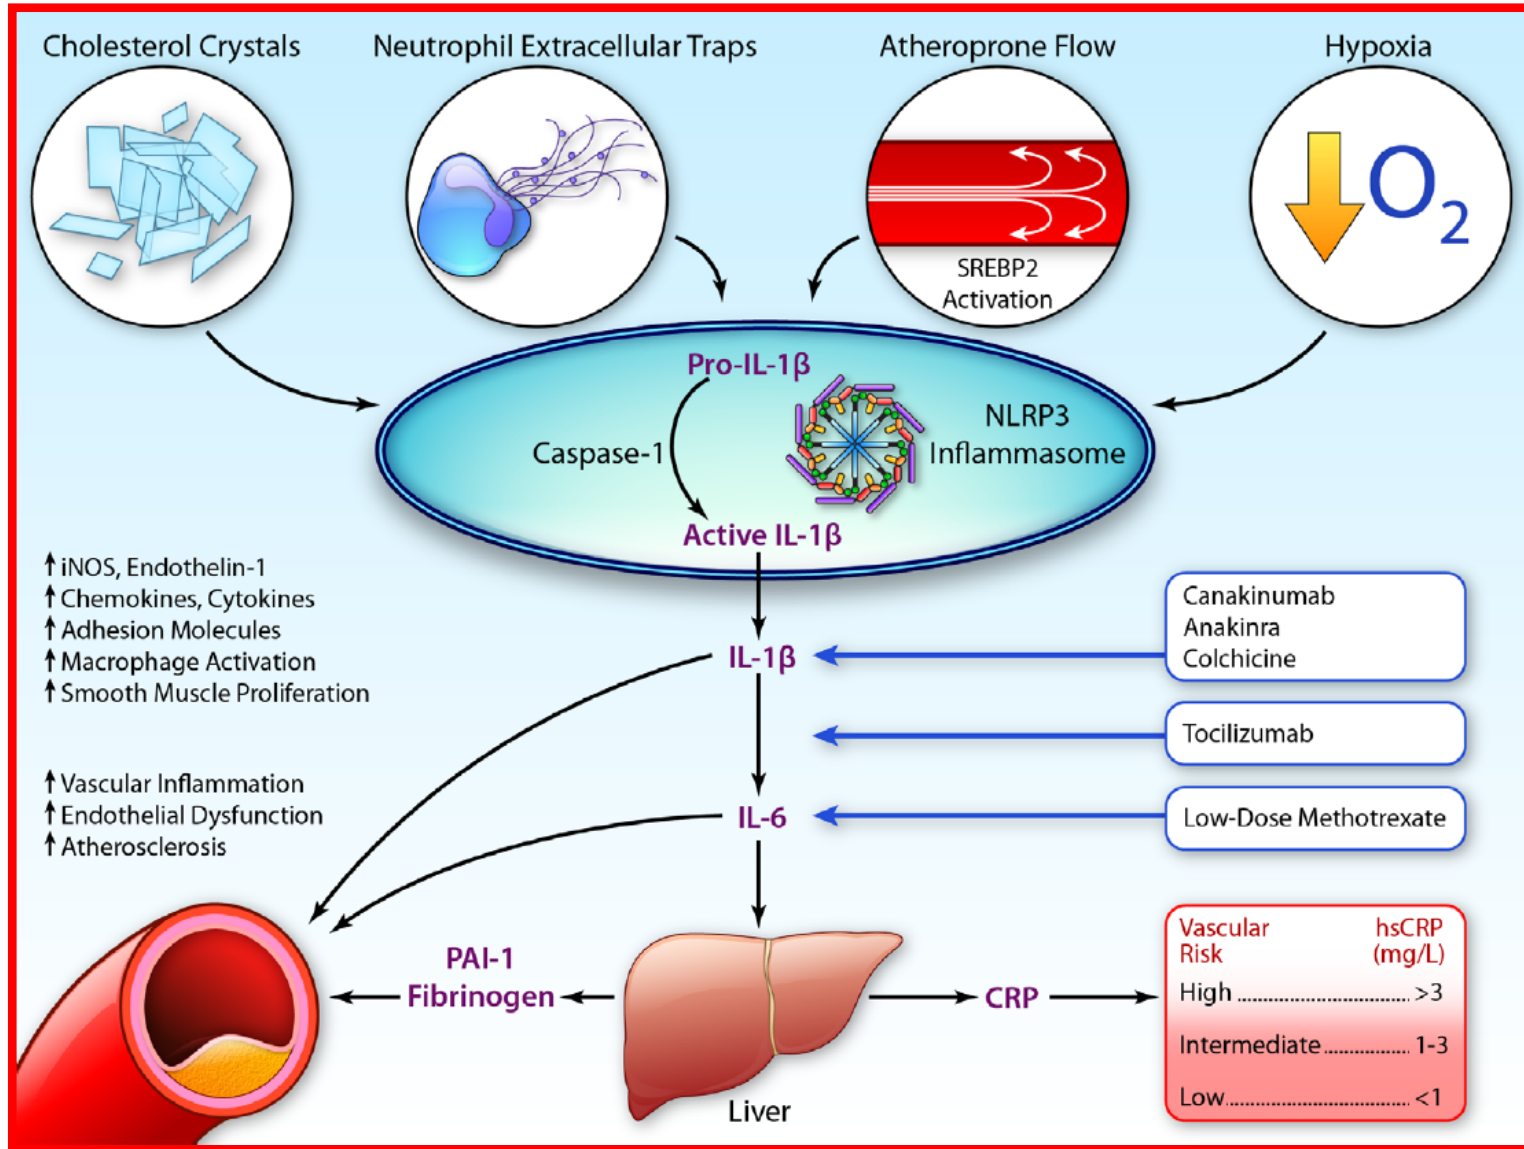 Cholesterol Crystals
Neutrophil Extracellular Traps
Atheroprone Flow
Hypoxia
SREBP2
Activation
O2
Pro-IL-1β
Caspase-1
NLRP3
Inflammasome
Active IL-1β
iNOS, Endothelin-1
Chemokines, Cytokines
Adhesion Molecules
Macrophage Activation
Smooth Muscle Proliferation
Vascular Inflammation
Endothelial Dysfunction
Atherosclerosis
IL-1β
IL-6
Canakinumab
Anakinra
Colchicine
Tocilizumab
Low-Dose Methotrexate
PAI-1
Fibrinogen
Liver
CRP
Vascular Risk
hsCRP (mg/L)
High .......... >3
Intermediate .......... 1-3
Low .......... <1